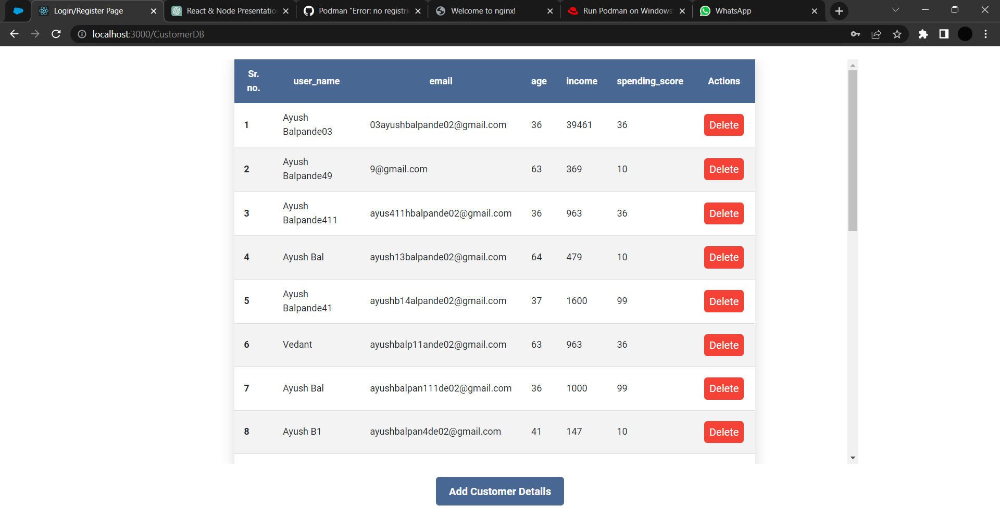 Login/Register Page
React & Node Presentatio
Podman "Error: no registri
Welcome to nginx!
Run Podman on Windows
WhatsApp
localhost:3000/CustomerDB
Sr. no. user_name email age income spending_score Actions
1 Ayush Balpande03 03ayushbalpande02@gmail.com 36 39461 36 Delete
2 Ayush Balpande49 9@gmail.com 63 369 10 Delete
3 Ayush Balpande411 ayus411hbalpande02@gmail.com 36 963 36 Delete
4 Ayush Bal ayush13balpande02@gmail.com 64 479 10 Delete
5 Ayush Balpande41 ayushb14alpande02@gmail.com 37 1600 99 Delete
6 Vedant ayushbalp11ande02@gmail.com 63 963 36 Delete
7 Ayush Bal ayushbalpan111de02@gmail.com 36 1000 99 Delete
8 Ayush B1 ayushbalpan4de02@gmail.com 41 147 10 Delete
Add Customer Details